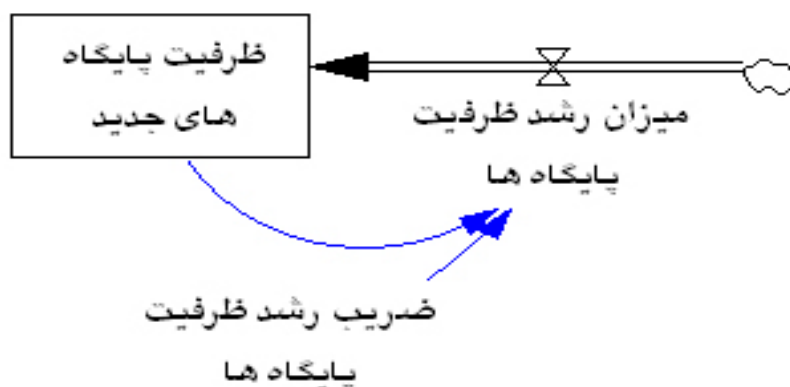 ظرفیت پایگاه
های جدید
میزان رشد ظرفیت
پایگاه ها
ضریب رشد ظرفیت
پایگاه ها